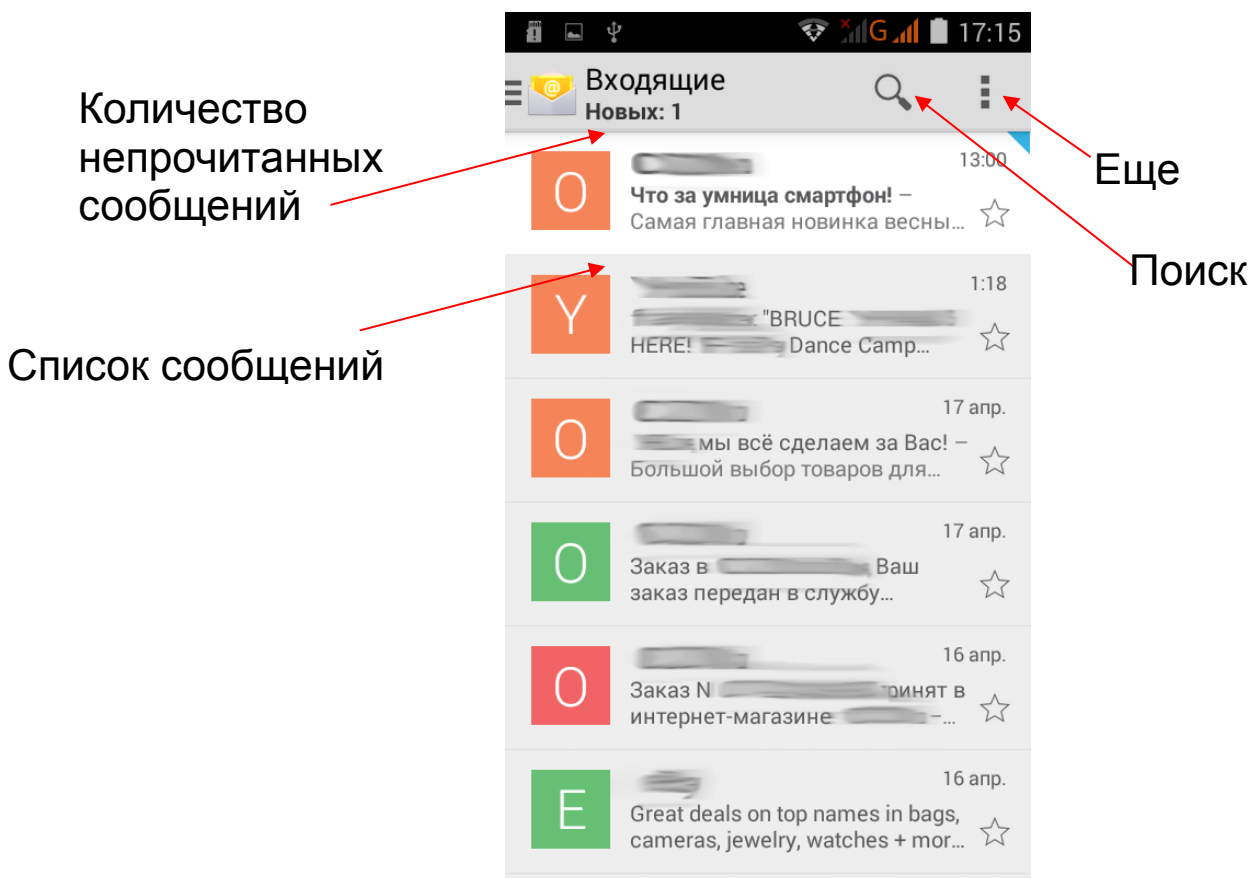 17:15
G
Входящие
Новых: 1
Количество
непрочитанных
сообщений
Еще
Поиск
Список сообщений
O
13:00
Что за умница смартфон! –
Самая главная новинка весны…
Y
1:18
"BRUCE
HERE! Dance Camp…
O
17 апр.
мы всё сделаем за Вас! –
Большой выбор товаров для…
O
17 апр.
Заказ в Ваш
заказ передан в службу…
O
16 апр.
Заказ N в
интернет-магазине –…
E
16 апр.
Great deals on top names in bags,
cameras, jewelry, watches + mor…